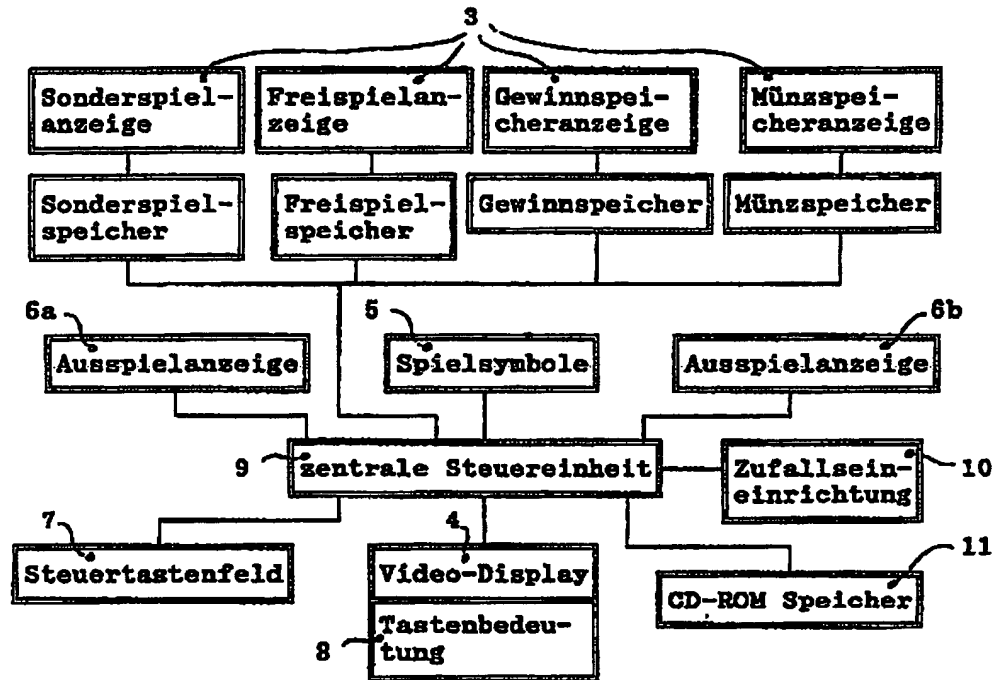 3
Sonderspiel-
anzeige
Freispielan-
zeige
Gewinnspei-
cheranzeige
Münzspei-
cheranzeige
Sonderspiel-
speicher
Freispiel-
speicher
Gewinnspeicher
Münzspeicher
6a
5
6b
Ausspielanzeige
Spielsymbole
Ausspielanzeige
9
zentrale Steuereinheit
Zufallsein-
einrichtung
10
7
4
11
Steuertastenfeld
Video-Display
CD-ROM Speicher
8
Tastenbedeu-
tung